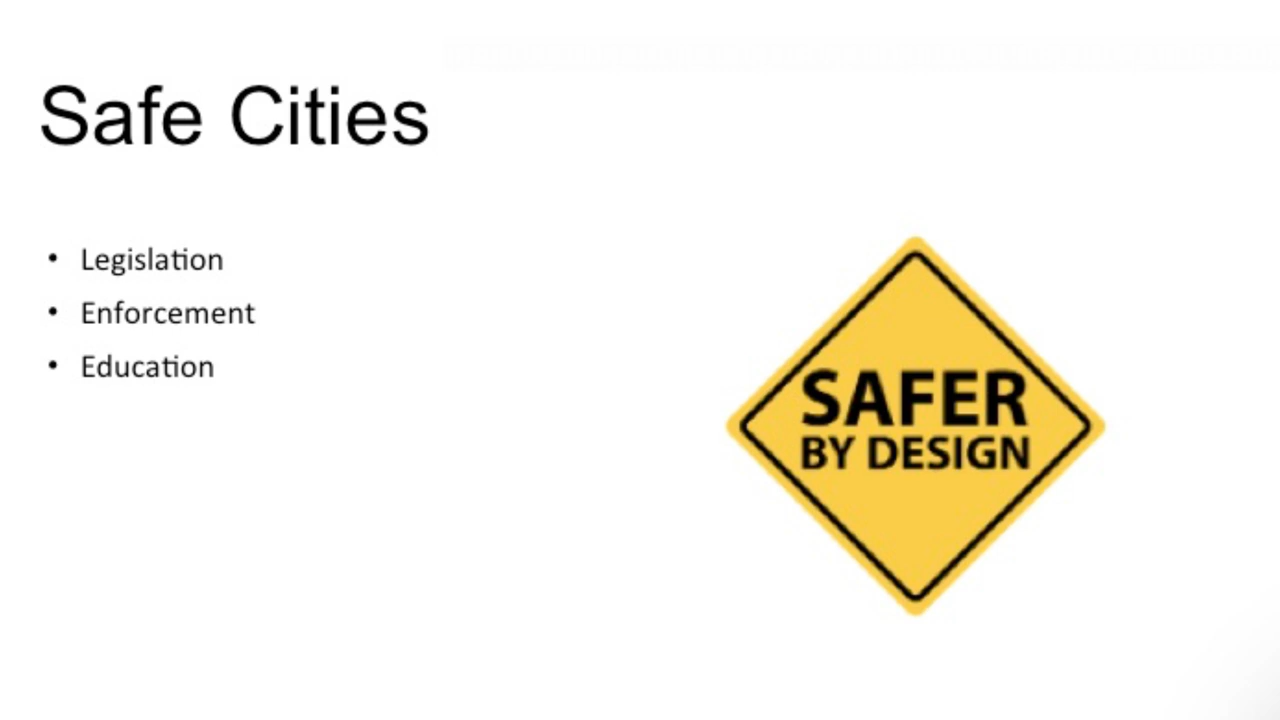 Safe Cities
• Legislation
• Enforcement
• Education
SAFER
BY DESIGN